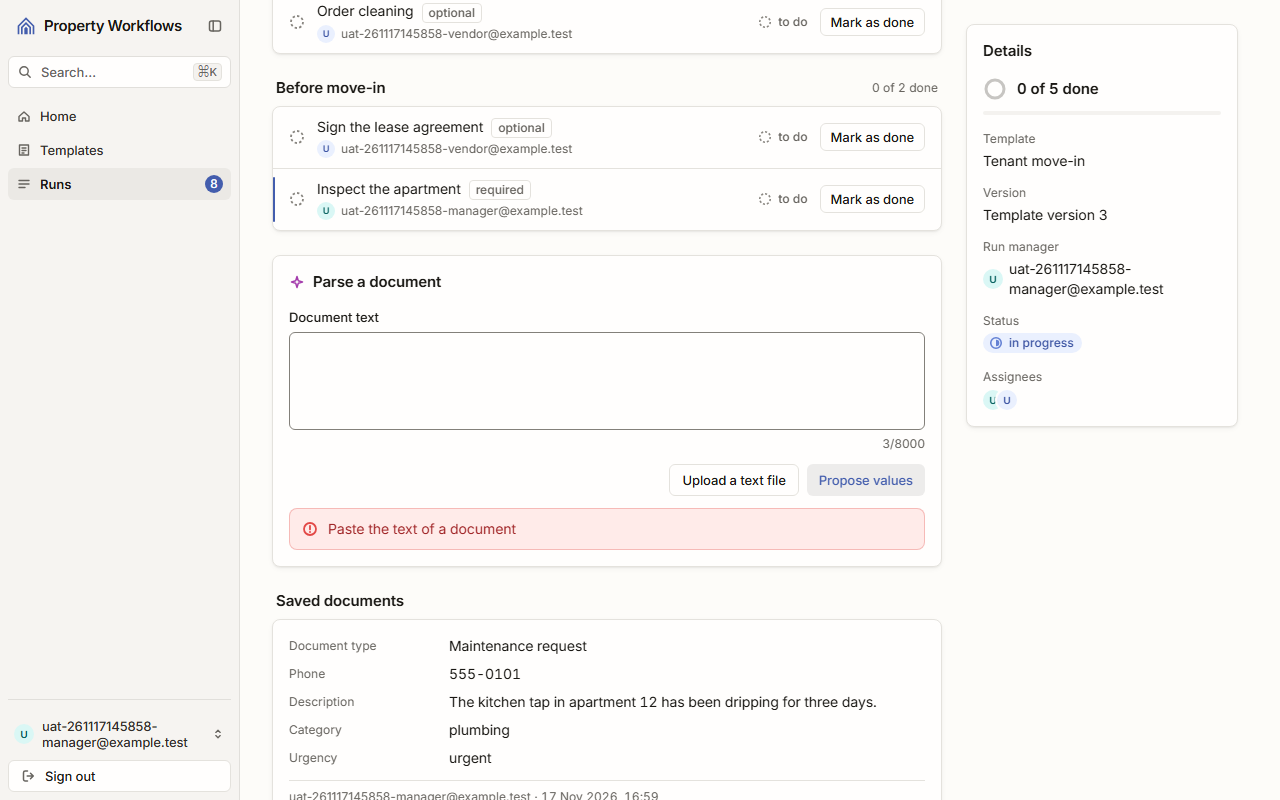 Property Workflows
Search...
⌘K
Home
Templates
Runs
8
U
uat-261117145858-
manager@example.test
Sign out
Order cleaning
optional
U
uat-261117145858-vendor@example.test
to do
Mark as done
Before move-in
0 of 2 done
Sign the lease agreement
optional
U
uat-261117145858-vendor@example.test
to do
Mark as done
Inspect the apartment
required
U
uat-261117145858-manager@example.test
to do
Mark as done
Parse a document
Document text
3/8000
Upload a text file
Propose values
Paste the text of a document
Saved documents
Document type
Maintenance request
Phone
555-0101
Description
The kitchen tap in apartment 12 has been dripping for three days.
Category
plumbing
Urgency
urgent
uat-261117145858-manager@example.test · 17 Nov 2026, 16:59
Details
0 of 5 done
Template
Tenant move-in
Version
Template version 3
Run manager
U
uat-261117145858-
manager@example.test
Status
in progress
Assignees
U
U